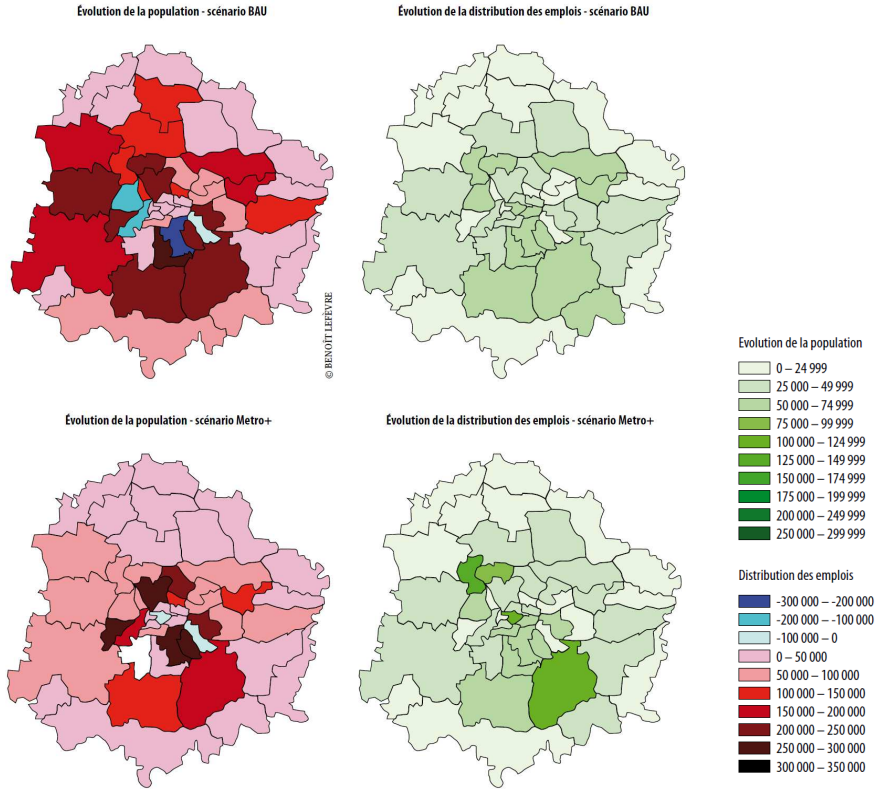 Évolution de la population - scénario BAU
Évolution de la distribution des emplois - scénario BAU
© BENOÎT LEFÈVRE
Évolution de la population - scénario Metro+
Évolution de la distribution des emplois - scénario Metro+
Evolution de la population
0 – 24 999
25 000 – 49 999
50 000 – 74 999
75 000 – 99 999
100 000 – 124 999
125 000 – 149 999
150 000 – 174 999
175 000 – 199 999
200 000 – 249 999
250 000 – 299 999
Distribution des emplois
-300 000 – -200 000
-200 000 – -100 000
-100 000 – 0
0 – 50 000
50 000 – 100 000
100 000 – 150 000
150 000 – 200 000
200 000 – 250 000
250 000 – 300 000
300 000 – 350 000